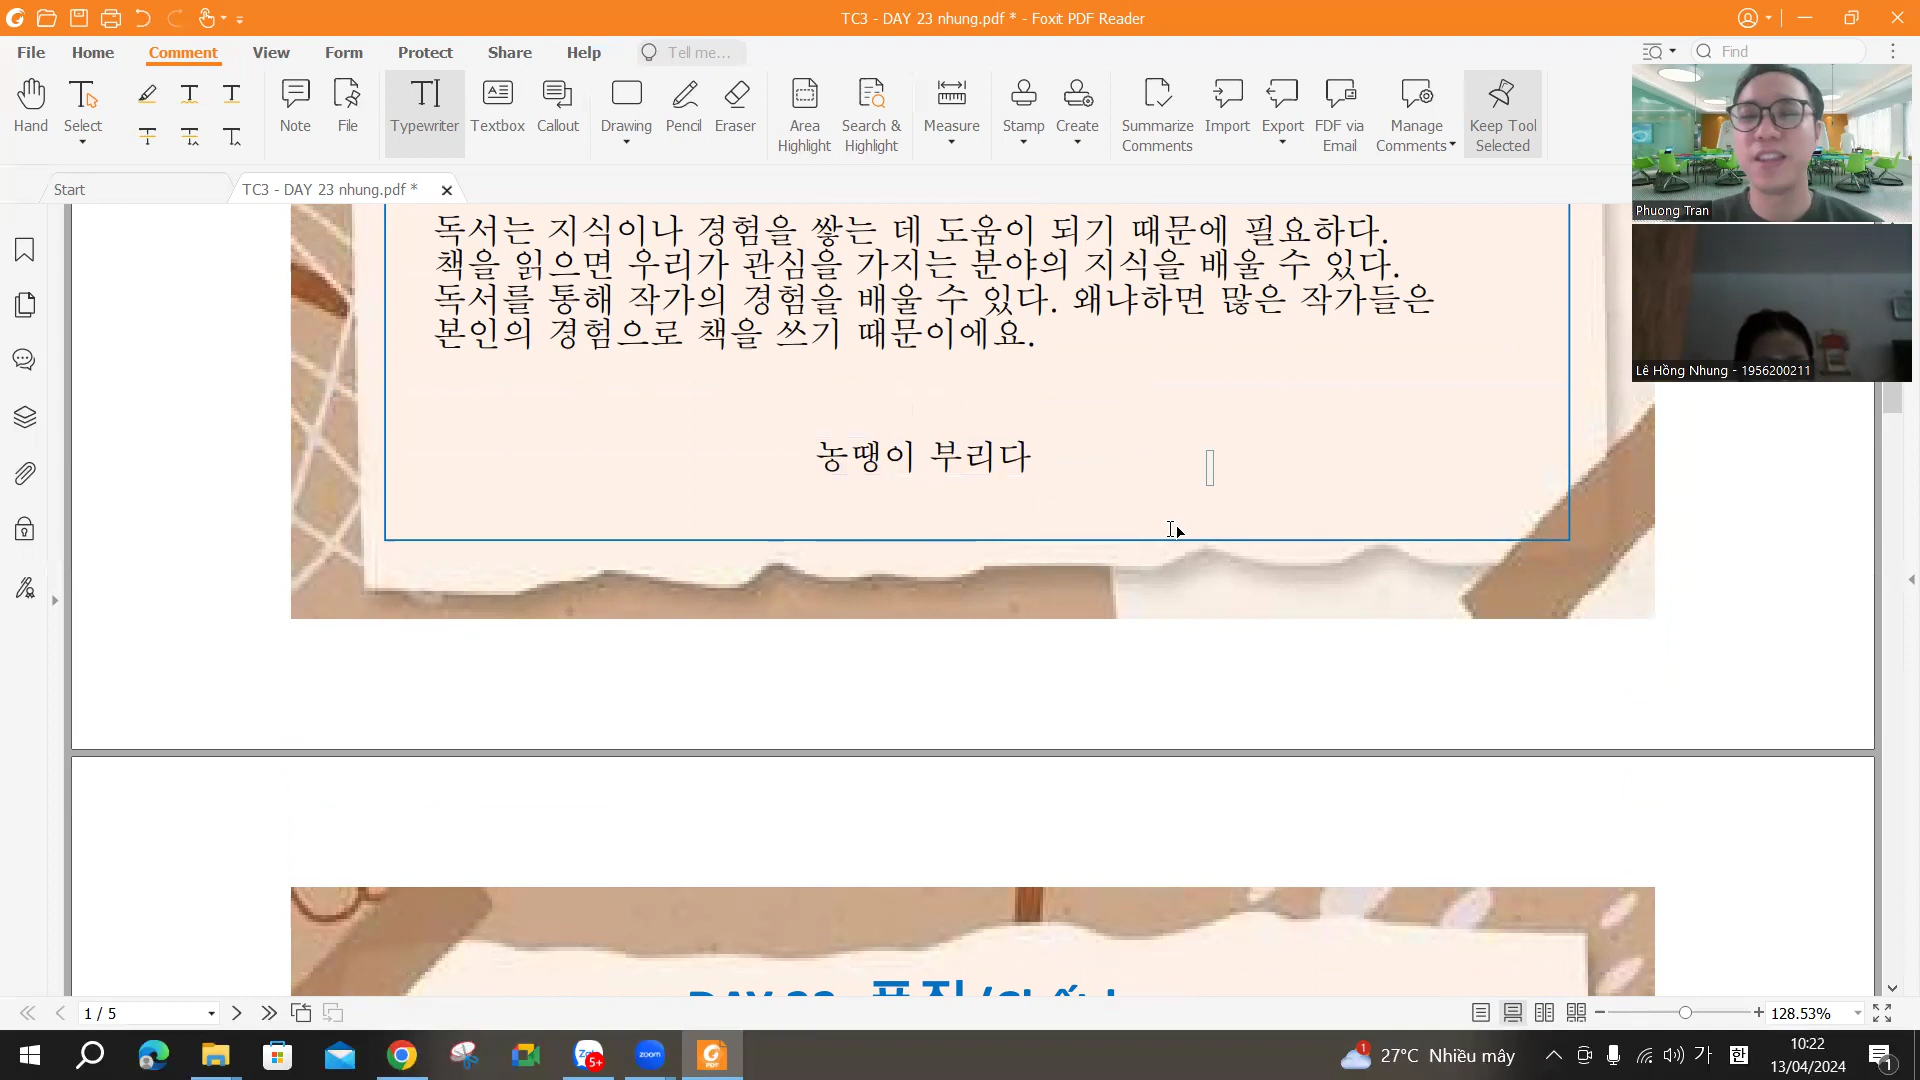 TC3 - DAY 23 nhung.pdf * - Foxit PDF Reader
File Home Comment View Form Protect Share Help Tell me... Find
Hand Select Note File Typewriter Textbox Callout Drawing Pencil Eraser Area Highlight Search & Highlight Measure Stamp Create Summarize Comments Import Export FDF via Email Manage Comments Keep Tool Selected
Start TC3 - DAY 23 nhung.pdf *
Phuong Tran
Lê Hồng Nhung - 1956200211
독서는 지식이나 경험을 쌓는 데 도움이 되기 때문에 필요하다.
책을 읽으면 우리가 관심을 가지는 분야의 지식을 배울 수 있다.
독서를 통해 작가의 경험을 배울 수 있다. 왜냐하면 많은 작가들은
본인의 경험으로 책을 쓰기 때문이에요.
농땡이 부리다
1 / 5
128.53%
5+
zoom
PDF
1
27°C Nhiều mây
가
한
10:22
13/04/2024
1